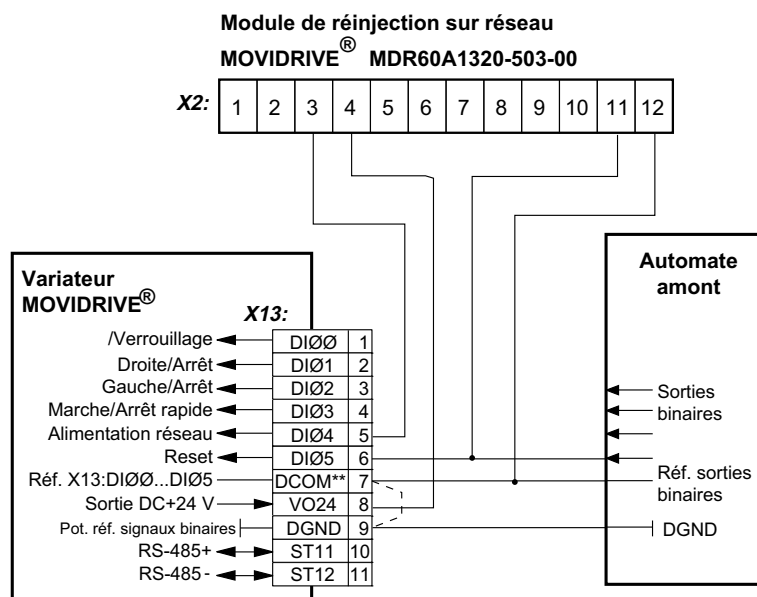 Module de réinjection sur réseau
MOVIDRIVE® MDR60A1320-503-00
X2: 1 2 3 4 5 6 7 8 9 10 11 12
Variateur
MOVIDRIVE®
X13:
Automate
amont
/Verrouillage DIØØ 1
Droite/Arrêt DIØ1 2
Gauche/Arrêt DIØ2 3
Marche/Arrêt rapide DIØ3 4
Alimentation réseau DIØ4 5
Reset DIØ5 6
Réf. X13:DIØØ...DIØ5 DCOM** 7
Sortie DC+24 V VO24 8
Pot. réf. signaux binaires DGND 9
RS-485+ ST11 10
RS-485- ST12 11
Sorties
binaires
Réf. sorties
binaires
DGND